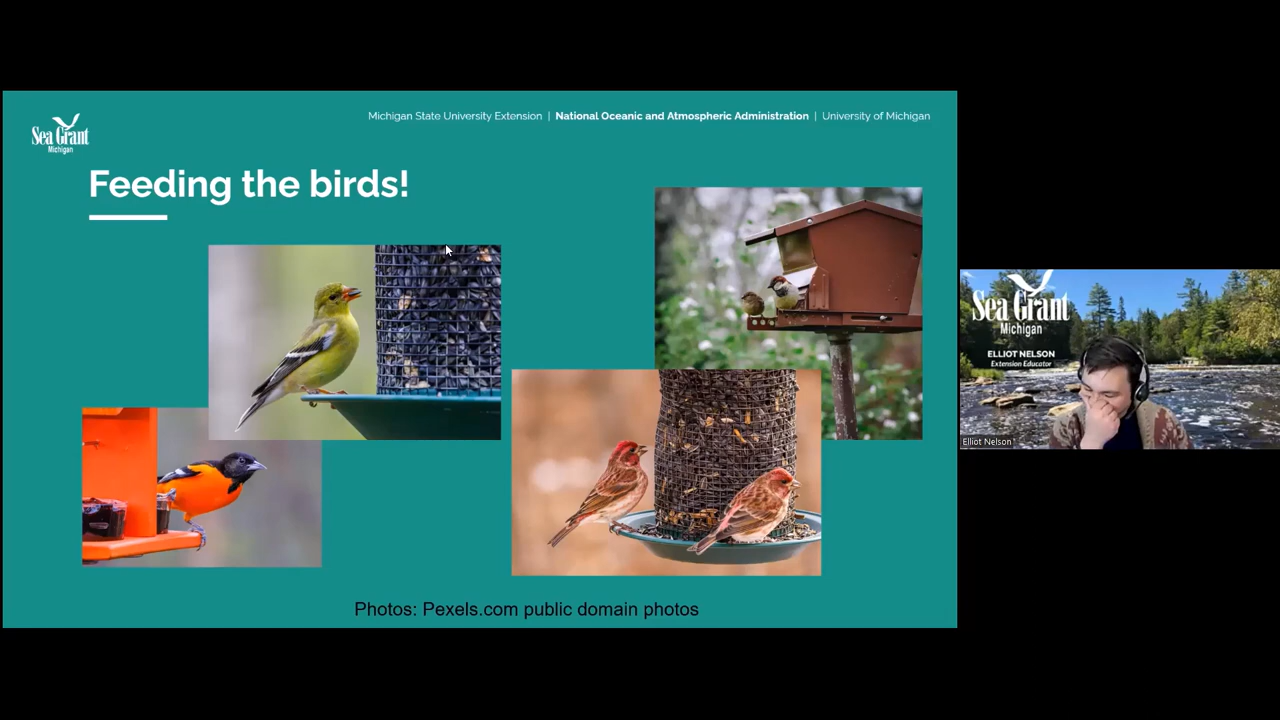 Michigan State University Extension | National Oceanic and Atmospheric Administration | University of Michigan
Sea Grant
Michigan
Feeding the birds!
Photos: Pexels.com public domain photos
Sea Grant
Michigan
ELLIOT NELSON
Extension Educator
Elliot Nelson